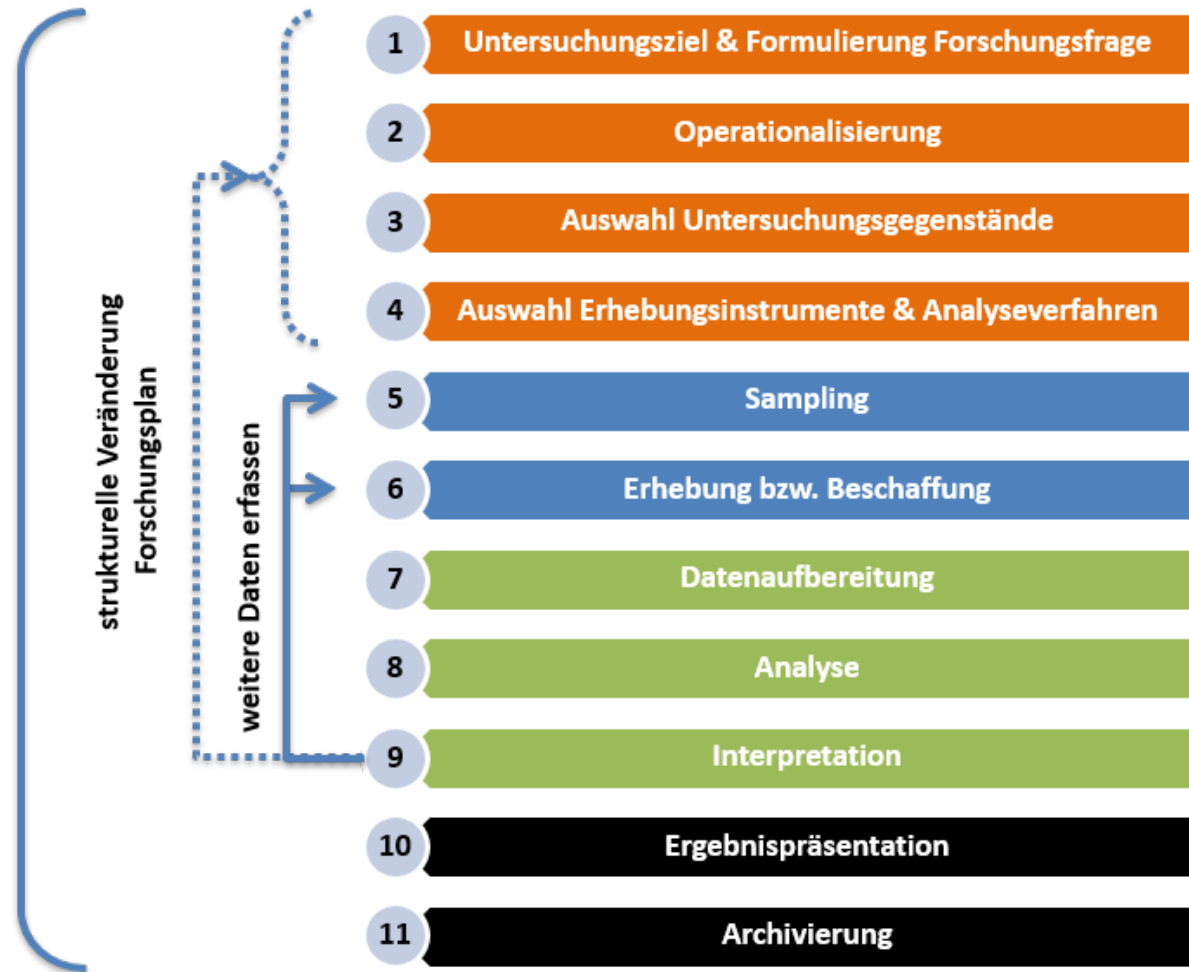 1
Untersuchungsziel & Formulierung Forschungsfrage
2
Operationalisierung
3
Auswahl Untersuchungsgegenstände
4
Auswahl Erhebungsinstrumente & Analyseverfahren
5
Sampling
6
Erhebung bzw. Beschaffung
7
Datenaufbereitung
8
Analyse
9
Interpretation
10
Ergebnispräsentation
11
Archivierung
strukturelle Veränderung
Forschungsplan
weitere Daten erfassen